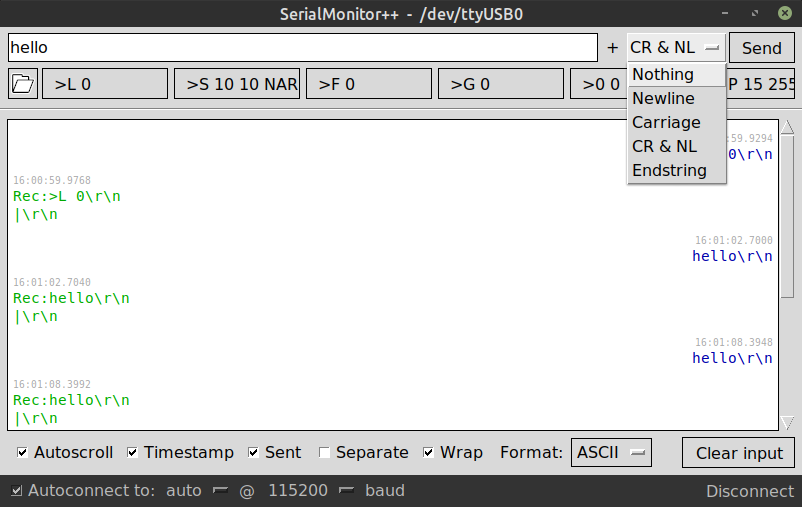 SerialMonitor++ - /dev/ttyUSB0
hello + CR & NL Send
>L 0 >S 10 10 NAR >F 0 >G 0 >0 0 P 15 255
Nothing
Newline
Carriage
CR & NL
Endstring
59.9294
0\r\n
16:00:59.9768
Rec:>L 0\r\n
|\r\n
16:01:02.7000
hello\r\n
16:01:02.7040
Rec:hello\r\n
|\r\n
16:01:08.3948
hello\r\n
16:01:08.3992
Rec:hello\r\n
|\r\n
Autoscroll Timestamp Sent Separate Wrap Format: ASCII Clear input
Autoconnect to: auto @ 115200 baud Disconnect